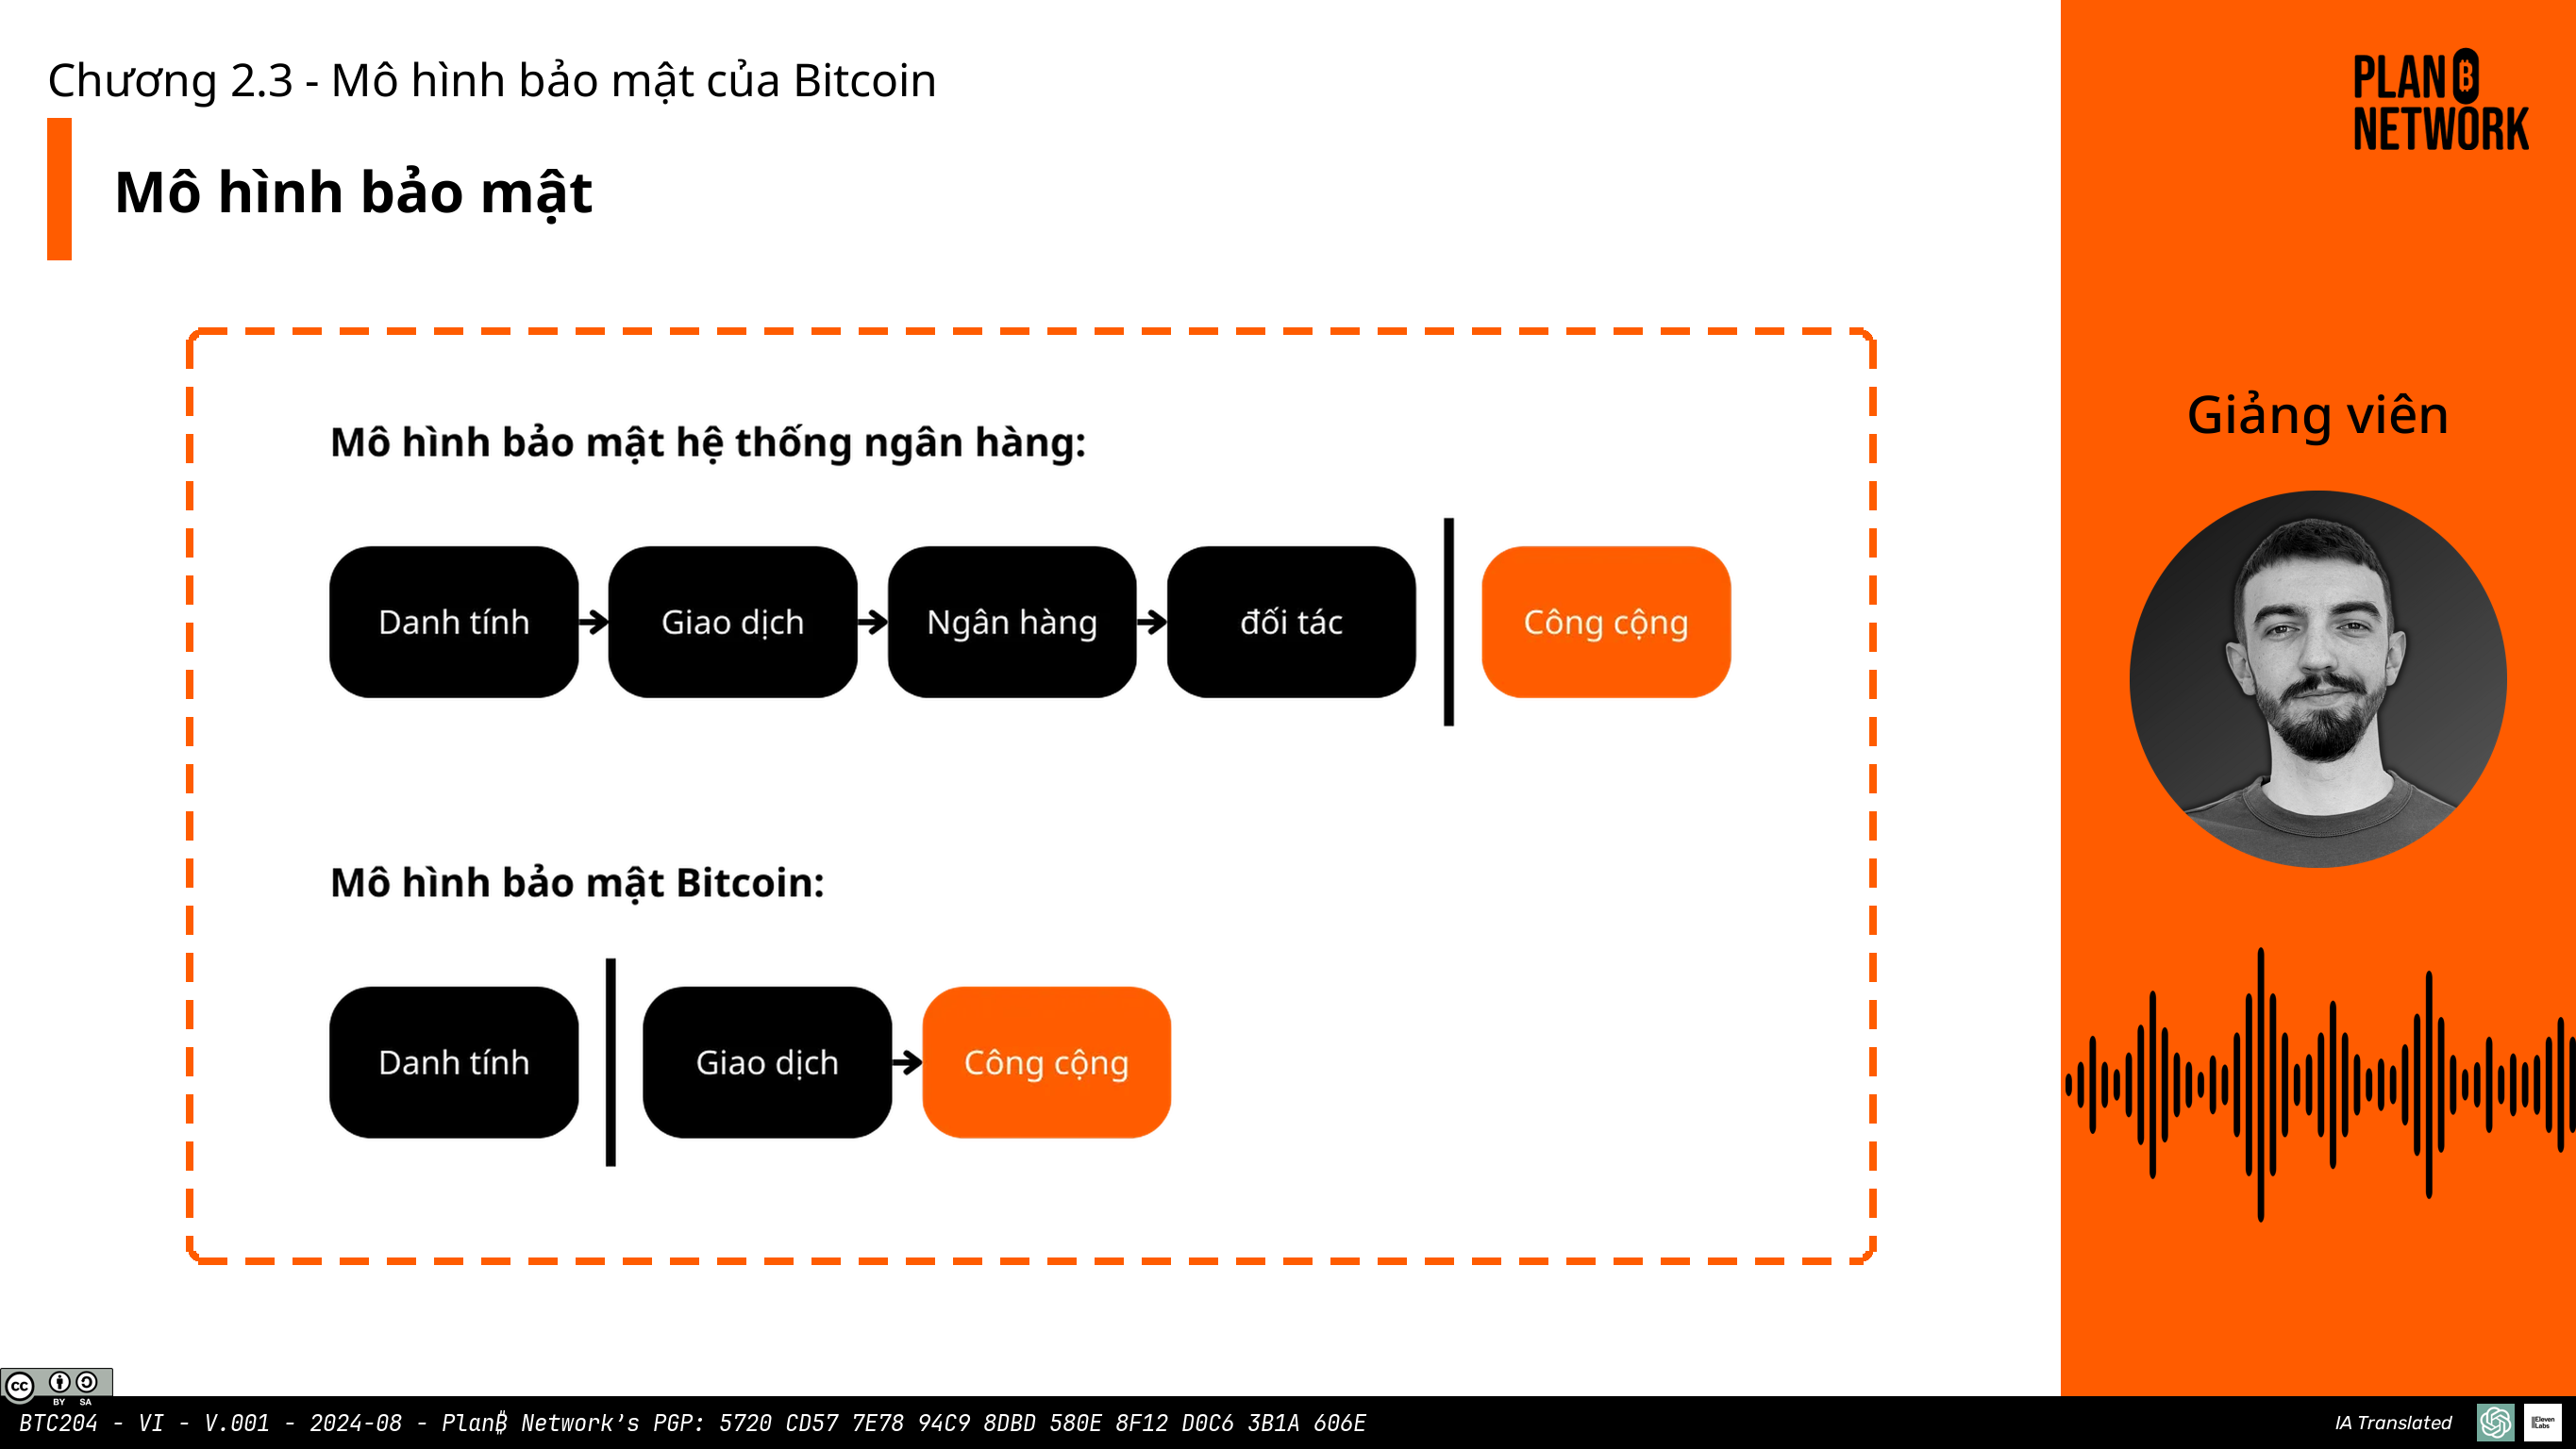 Chương 2.3 - Mô hình bảo mật của Bitcoin
PLAN ₿
NETWORK
Mô hình bảo mật
Giảng viên
Mô hình bảo mật hệ thống ngân hàng:
Danh tính
Giao dịch
Ngân hàng
đối tác
Công cộng
Mô hình bảo mật Bitcoin:
Danh tính
Giao dịch
Công cộng
cc
BY SA
BTC204 - VI - V.001 - 2024-08 - Plan₿ Network’s PGP: 5720 CD57 7E78 94C9 8DBD 580E 8F12 D0C6 3B1A 606E
IA Translated
ElevenLabs